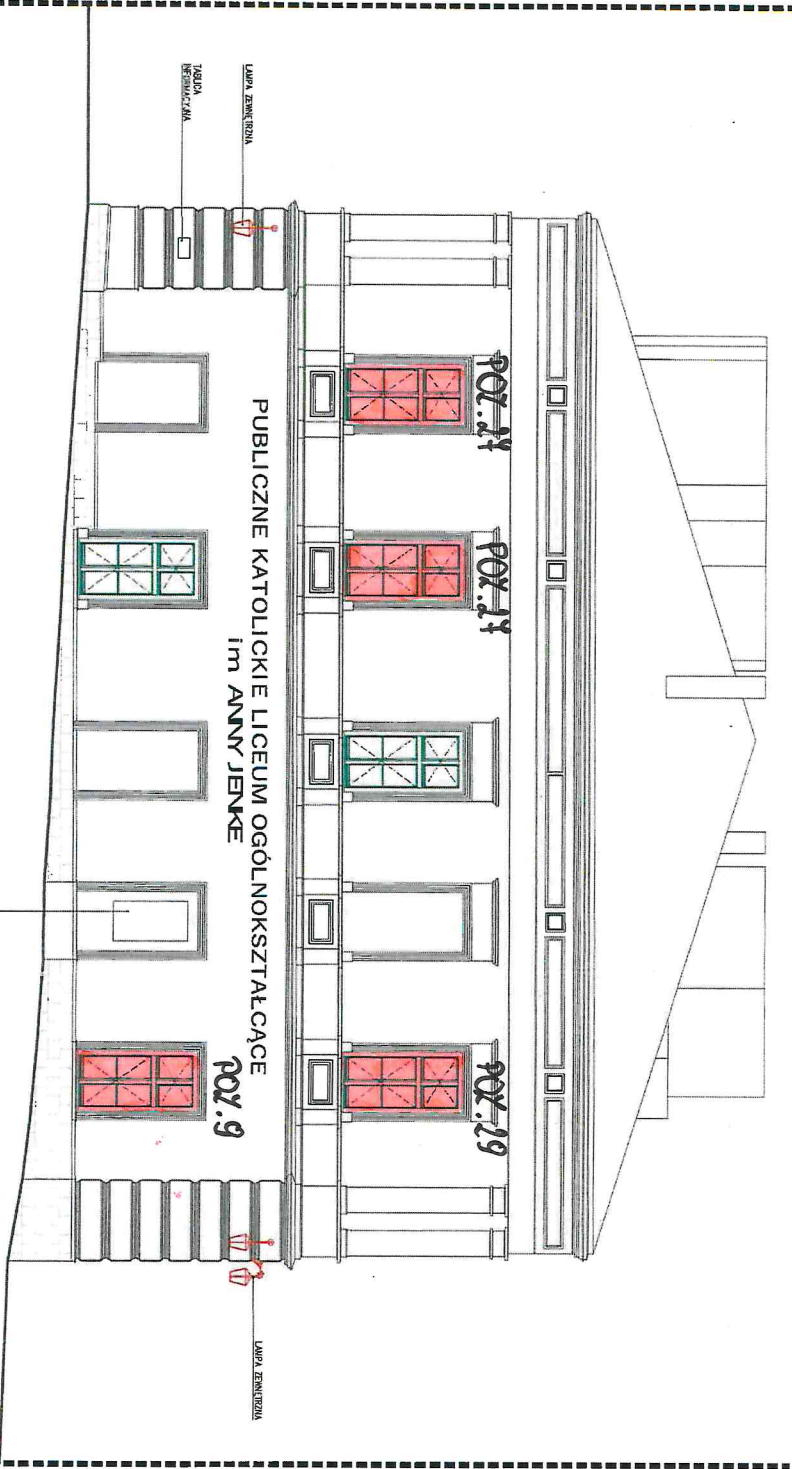 LAMPA ZEWNĘTRZNA
TABLICA
INFORMACYJNA
POZ. 27
POZ. 27
POZ. 29
PUBLICZNE KATOLICKIE LICEUM OGÓLNOKSZTAŁCĄCE
im ANNY JENKE
POZ. 9
LAMPA ZEWNĘTRZNA